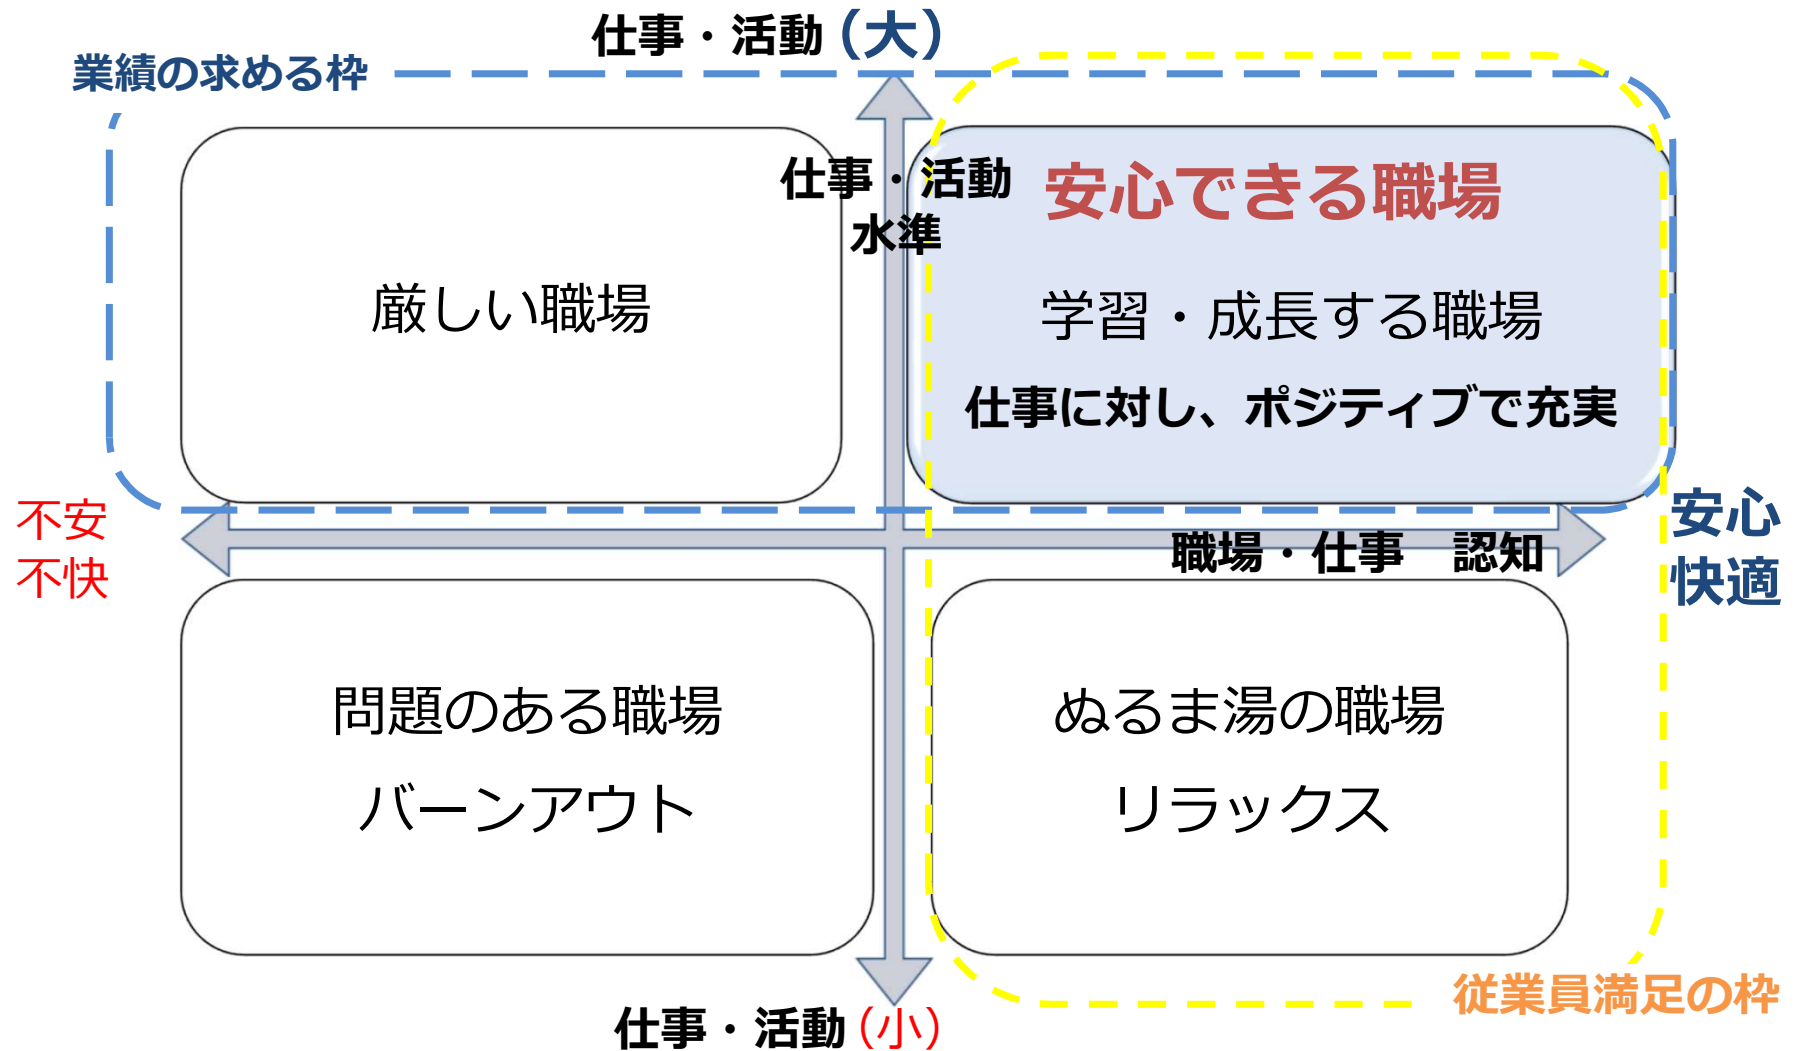 仕事・活動（大）
業績の求める枠
仕事・活動
水準
安心できる職場
厳しい職場
学習・成長する職場
仕事に対し、ポジティブで充実
不安
不快
安心
快適
職場・仕事　認知
問題のある職場
バーンアウト
ぬるま湯の職場
リラックス
従業員満足の枠
仕事・活動（小）